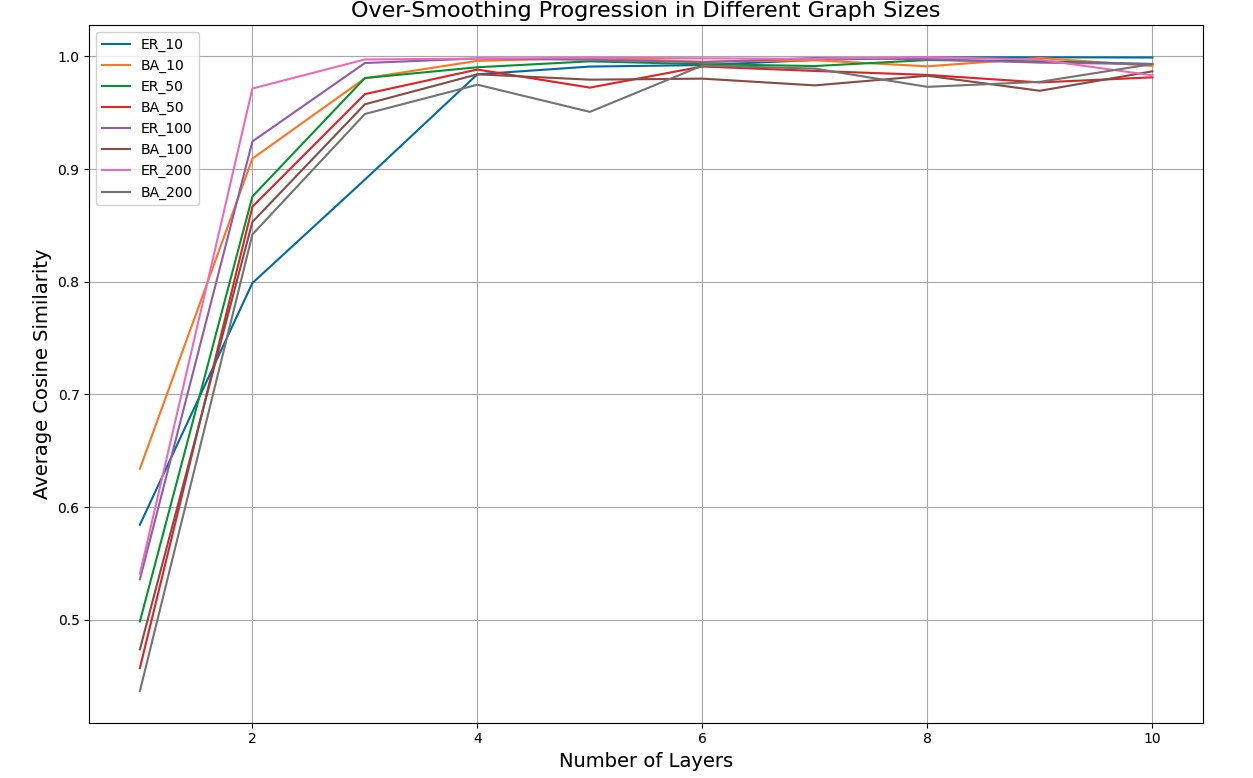 Over-Smoothing Progression in Different Graph Sizes
ER_10
BA_10
ER_50
BA_50
ER_100
BA_100
ER_200
BA_200
1.0
0.9
0.8
0.7
0.6
0.5
Average Cosine Similarity
2
4
6
8
10
Number of Layers